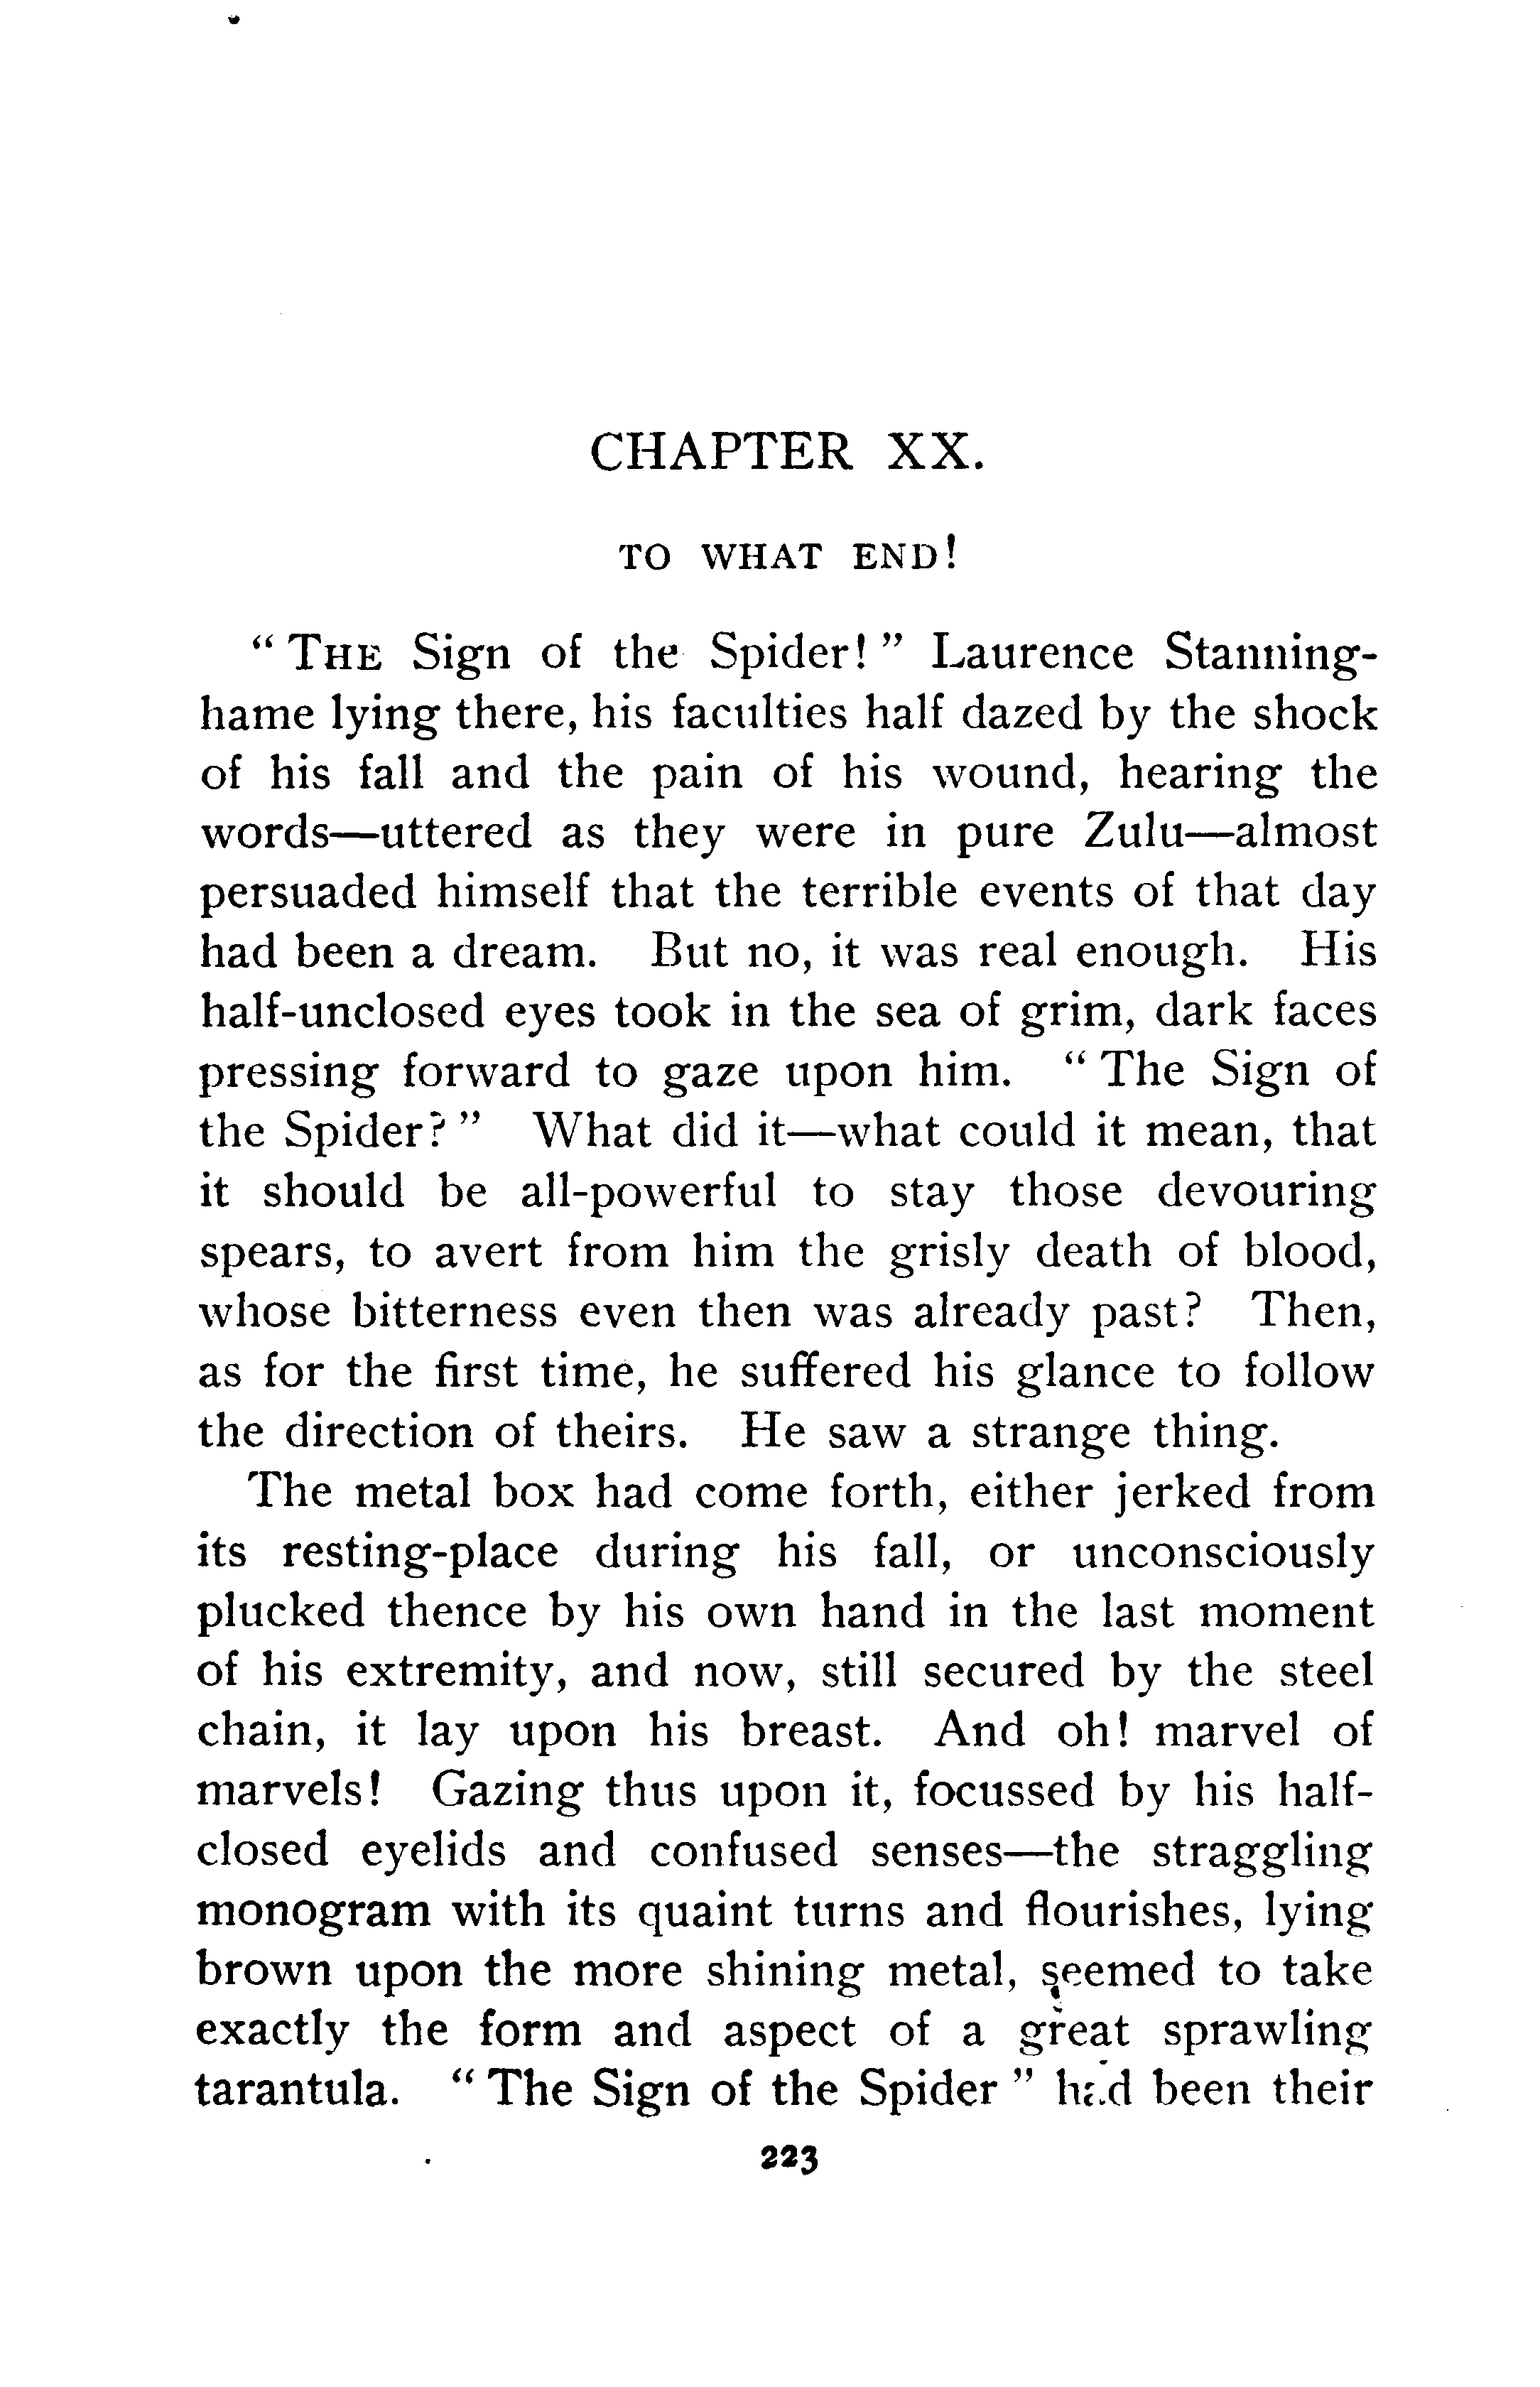 CHAPTER XX.
TO WHAT END!
" THE Sign of the Spider! " Laurence Stanning-
hame lying there, his faculties half dazed by the shock
of his fall and the pain of his wound, hearing the
words—uttered as they were in pure Zulu—almost
persuaded himself that the terrible events of that day
had been a dream. But no, it was real enough. His
half-unclosed eyes took in the sea of grim, dark faces
pressing forward to gaze upon him. " The Sign of
the Spider? " What did it—what could it mean, that
it should be all-powerful to stay those devouring
spears, to avert from him the grisly death of blood,
whose bitterness even then was already past? Then,
as for the first time, he suffered his glance to follow
the direction of theirs. He saw a strange thing.
The metal box had come forth, either jerked from
its resting-place during his fall, or unconsciously
plucked thence by his own hand in the last moment
of his extremity, and now, still secured by the steel
chain, it lay upon his breast. And oh! marvel of
marvels! Gazing thus upon it, focussed by his half-
closed eyelids and confused senses—the straggling
monogram with its quaint turns and flourishes, lying
brown upon the more shining metal, seemed to take
exactly the form and aspect of a great sprawling
tarantula. " The Sign of the Spider " had been their
223